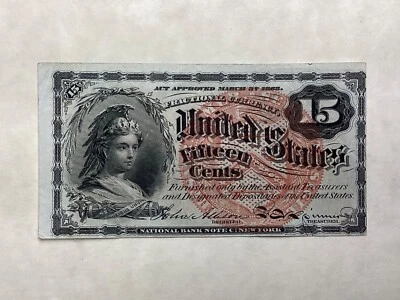 15
ACT APPROVED MARCH 3D 1863.
FRACTIONAL CURRENCY
15
United States
Fifteen
Cents
Furnished only by the Assistant Treasurers
and Designated Depositaries of the United States.
REGISTER.
TREASURER.
NATIONAL BANK NOTE CO. NEW YORK